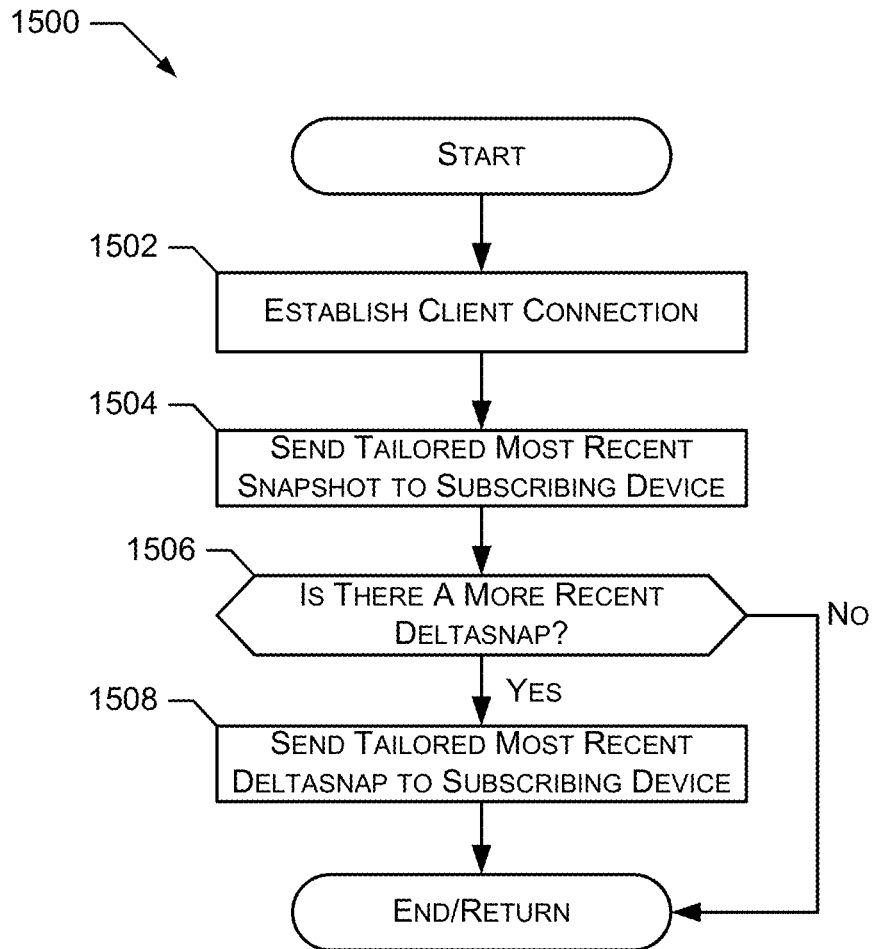 1500
START
1502
ESTABLISH CLIENT CONNECTION
1504
SEND TAILORED MOST RECENT
SNAPSHOT TO SUBSCRIBING DEVICE
1506
IS THERE A MORE RECENT
DELTASNAP?
NO
YES
1508
SEND TAILORED MOST RECENT
DELTASNAP TO SUBSCRIBING DEVICE
END/RETURN